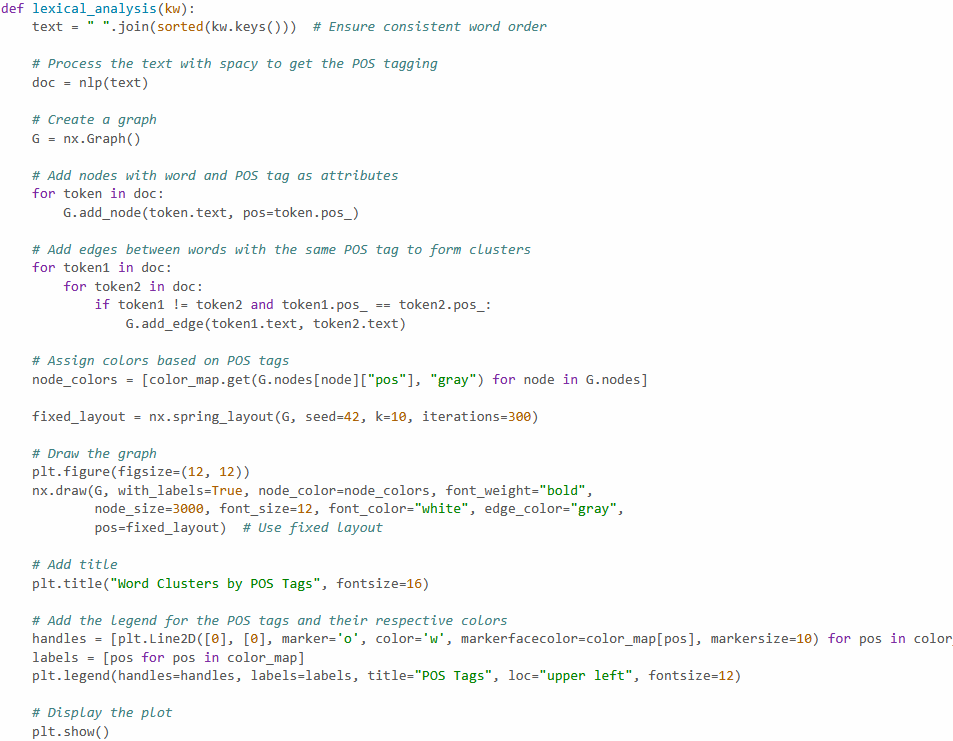 def lexical_analysis(kw):
    text = " ".join(sorted(kw.keys()))  # Ensure consistent word order

    # Process the text with spacy to get the POS tagging
    doc = nlp(text)

    # Create a graph
    G = nx.Graph()

    # Add nodes with word and POS tag as attributes
    for token in doc:
        G.add_node(token.text, pos=token.pos_)

    # Add edges between words with the same POS tag to form clusters
    for token1 in doc:
        for token2 in doc:
            if token1 != token2 and token1.pos_ == token2.pos_:
                G.add_edge(token1.text, token2.text)

    # Assign colors based on POS tags
    node_colors = [color_map.get(G.nodes[node]["pos"], "gray") for node in G.nodes]

    fixed_layout = nx.spring_layout(G, seed=42, k=10, iterations=300)

    # Draw the graph
    plt.figure(figsize=(12, 12))
    nx.draw(G, with_labels=True, node_color=node_colors, font_weight="bold",
            node_size=3000, font_size=12, font_color="white", edge_color="gray",
            pos=fixed_layout)  # Use fixed layout

    # Add title
    plt.title("Word Clusters by POS Tags", fontsize=16)

    # Add the legend for the POS tags and their respective colors
    handles = [plt.Line2D([0], [0], marker='o', color='w', markerfacecolor=color_map[pos], markersize=10) for pos in color_
    labels = [pos for pos in color_map]
    plt.legend(handles=handles, labels=labels, title="POS Tags", loc="upper left", fontsize=12)

    # Display the plot
    plt.show()